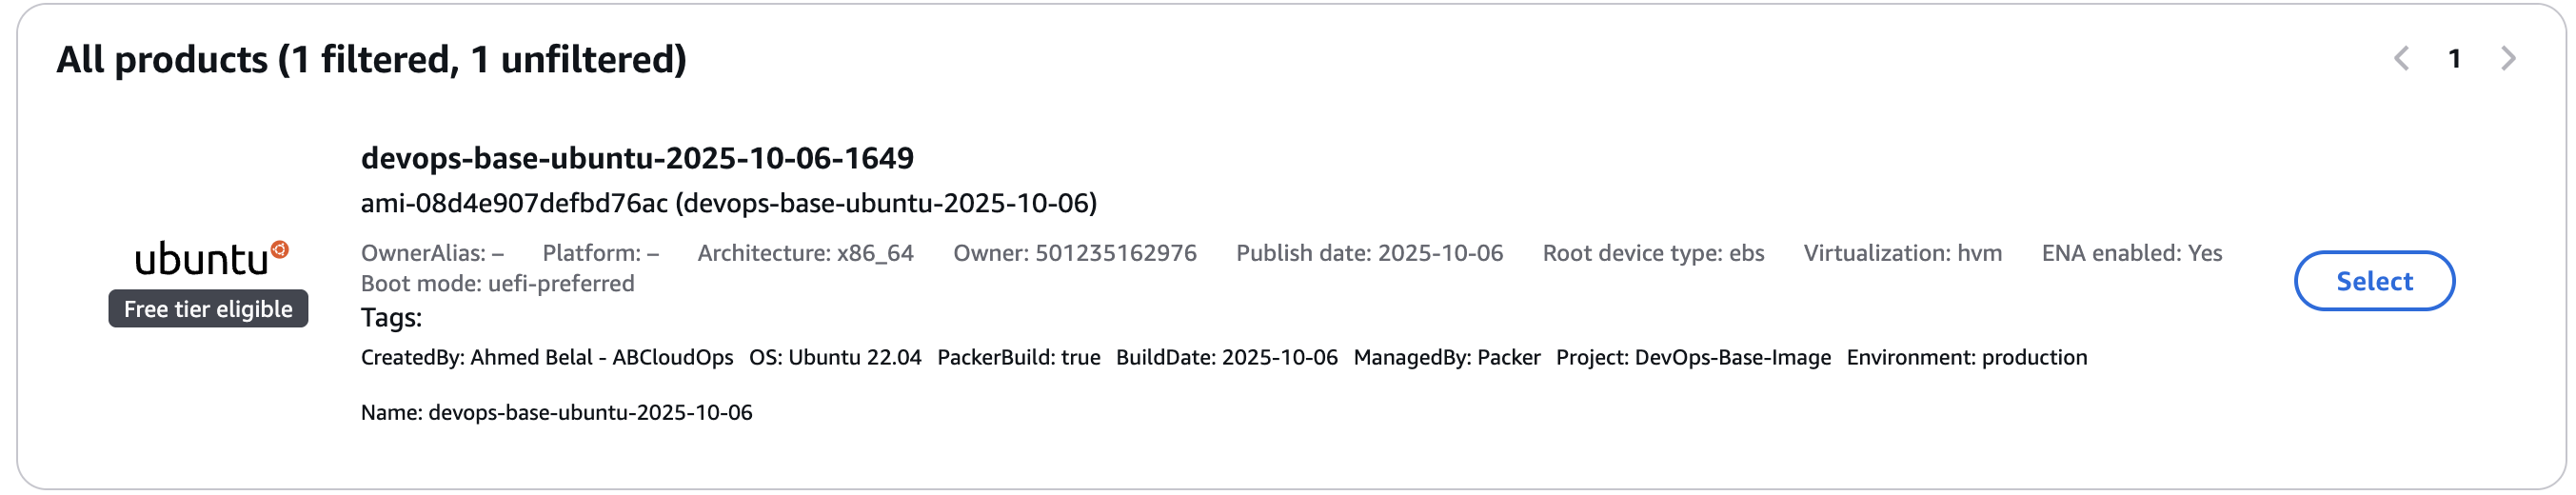 All products (1 filtered, 1 unfiltered)
1
devops-base-ubuntu-2025-10-06-1649
ami-08d4e907defbd76ac (devops-base-ubuntu-2025-10-06)
ubuntu
Free tier eligible
OwnerAlias: – Platform: – Architecture: x86_64 Owner: 501235162976 Publish date: 2025-10-06 Root device type: ebs Virtualization: hvm ENA enabled: Yes
Boot mode: uefi-preferred
Select
Tags:
CreatedBy: Ahmed Belal - ABCloudOps OS: Ubuntu 22.04 PackerBuild: true BuildDate: 2025-10-06 ManagedBy: Packer Project: DevOps-Base-Image Environment: production
Name: devops-base-ubuntu-2025-10-06